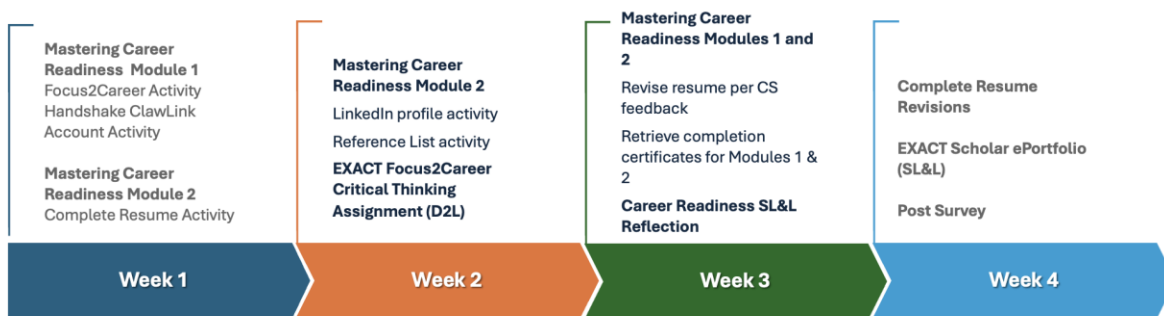 Mastering Career
Readiness Module 1
Focus2Career Activity
Handshake ClawLink
Account Activity
Mastering Career
Readiness Module 2
Complete Resume Activity
Week 1
Mastering Career
Readiness Module 2
LinkedIn profile activity
Reference List activity
EXACT Focus2Career
Critical Thinking
Assignment (D2L)
Week 2
Mastering Career
Readiness Modules 1 and
2
Revise resume per CS
feedback
Retrieve completion
certificates for Modules 1 &
2
Career Readiness SL&L
Reflection
Week 3
Complete Resume
Revisions
EXACT Scholar ePortfolio
(SL&L)
Post Survey
Week 4